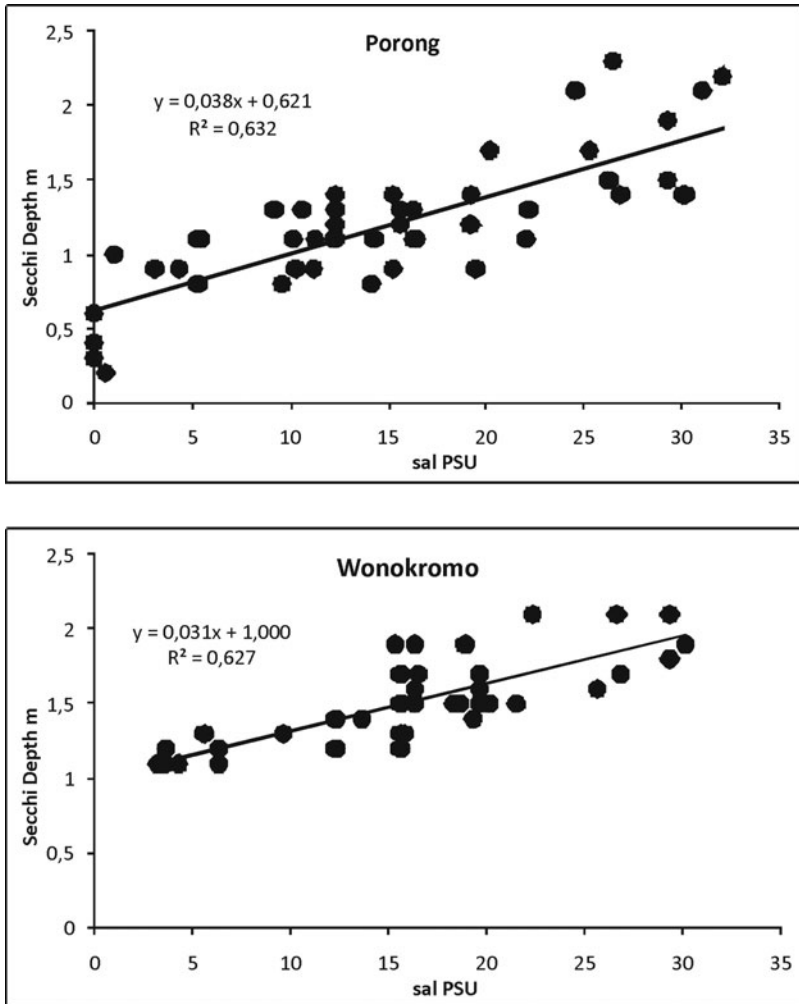 Porong
y = 0,038x + 0,621
R² = 0,632
Secchi Depth m
2,5
2
1,5
1
0,5
0
0 5 10 15 20 25 30 35
sal PSU
Wonokromo
y = 0,031x + 1,000
R² = 0,627
Secchi Depth m
2,5
2
1,5
1
0,5
0
0 5 10 15 20 25 30 35
sal PSU